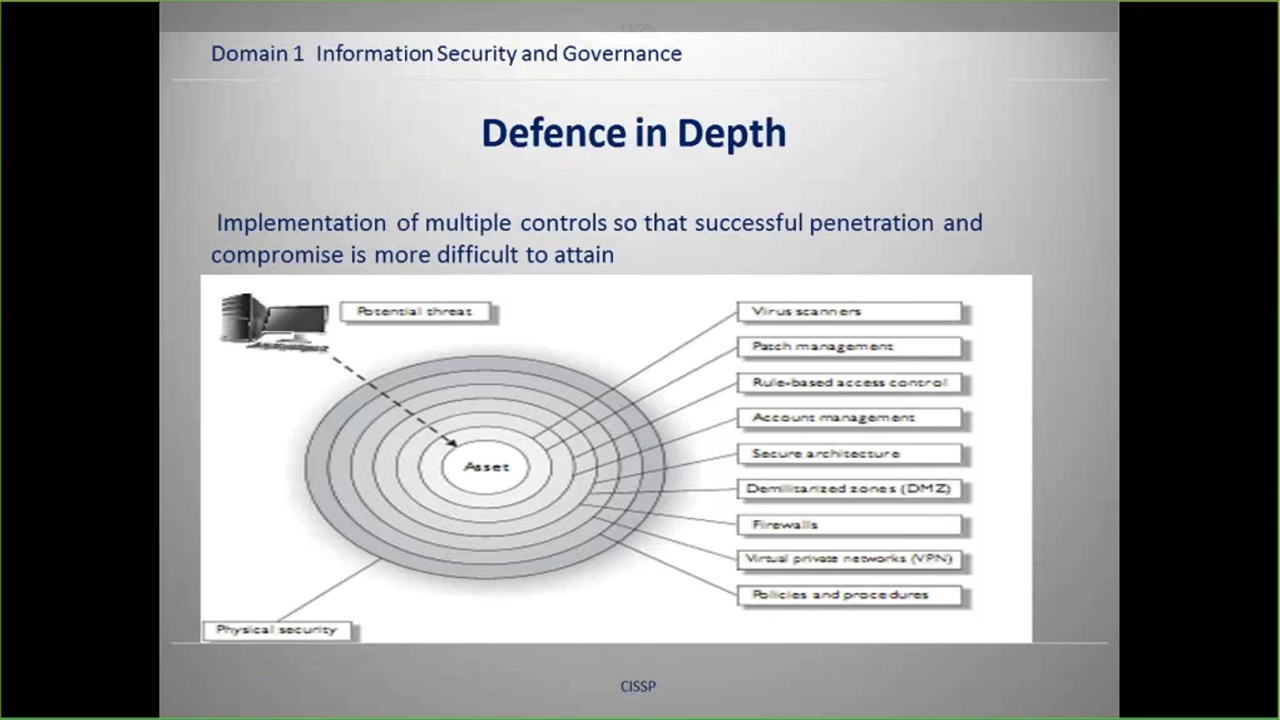 Domain 1 Information Security and Governance
Defence in Depth
Implementation of multiple controls so that successful penetration and
compromise is more difficult to attain
Potential threat
Asset
Virus scanners
Patch management
Rule-based access control
Account management
Secure architecture
Demilitarized zones (DMZ)
Firewalls
Virtual private networks (VPN)
Policies and procedures
Physical security
CISSP